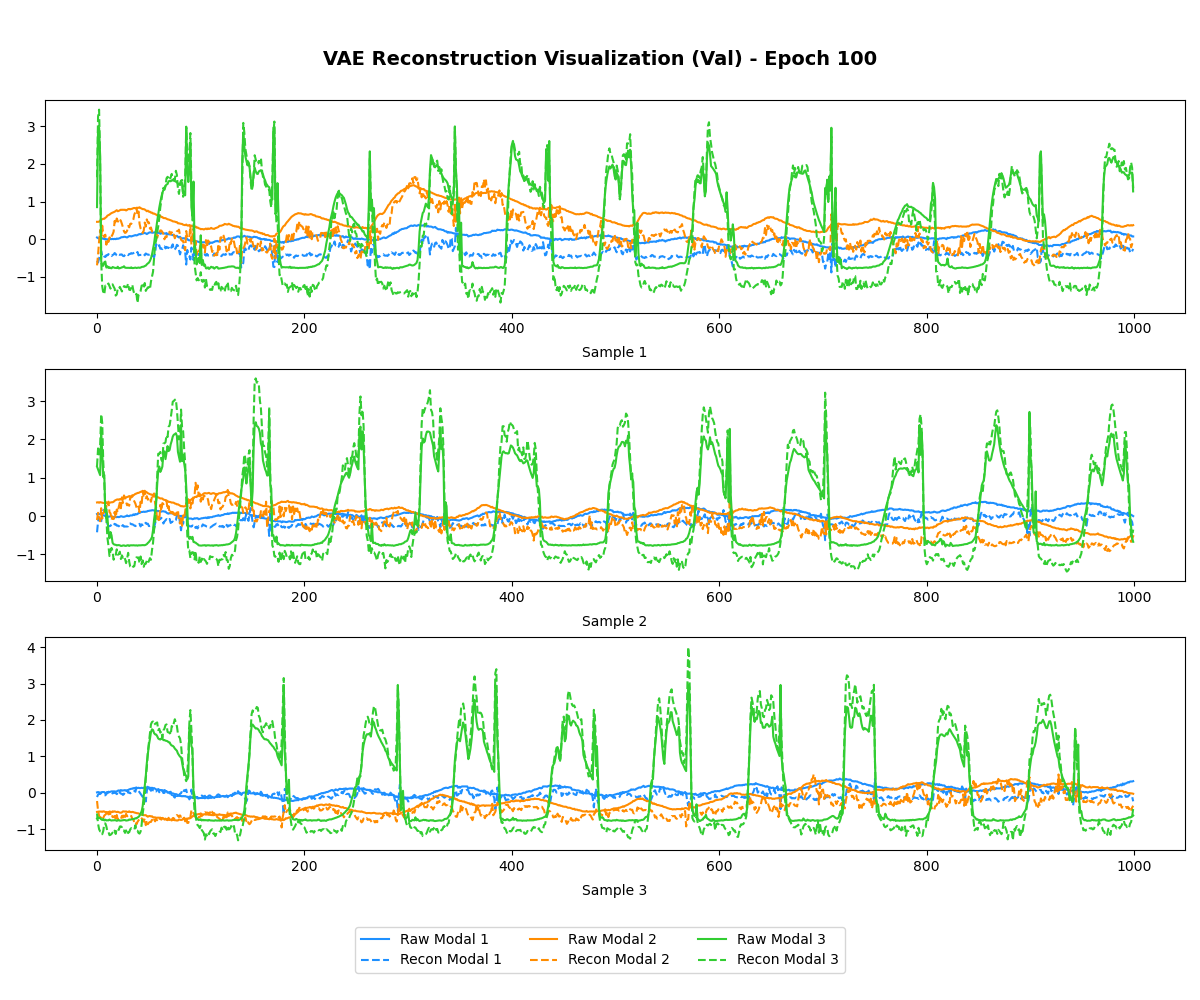 VAE Reconstruction Visualization (Val) - Epoch 100
3
2
1
0
−1
0 200 400 600 800 1000
Sample 1
3
2
1
0
−1
0 200 400 600 800 1000
Sample 2
4
3
2
1
0
−1
0 200 400 600 800 1000
Sample 3
Raw Modal 1 Raw Modal 2 Raw Modal 3
Recon Modal 1 Recon Modal 2 Recon Modal 3